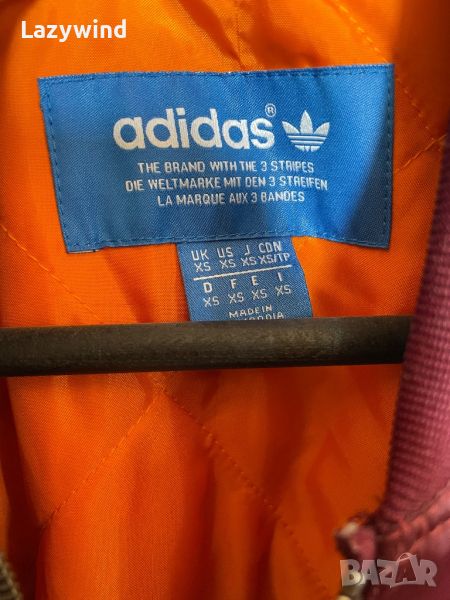 Lazywind
adidas®
THE BRAND WITH THE 3 STRIPES
DIE WELTMARKE MIT DEN 3 STREIFEN
LA MARQUE AUX 3 BANDES
UK US J CDN
XS XS XS XS/TP
D F E I
XS XS XS XS
MADE IN
BAZAR